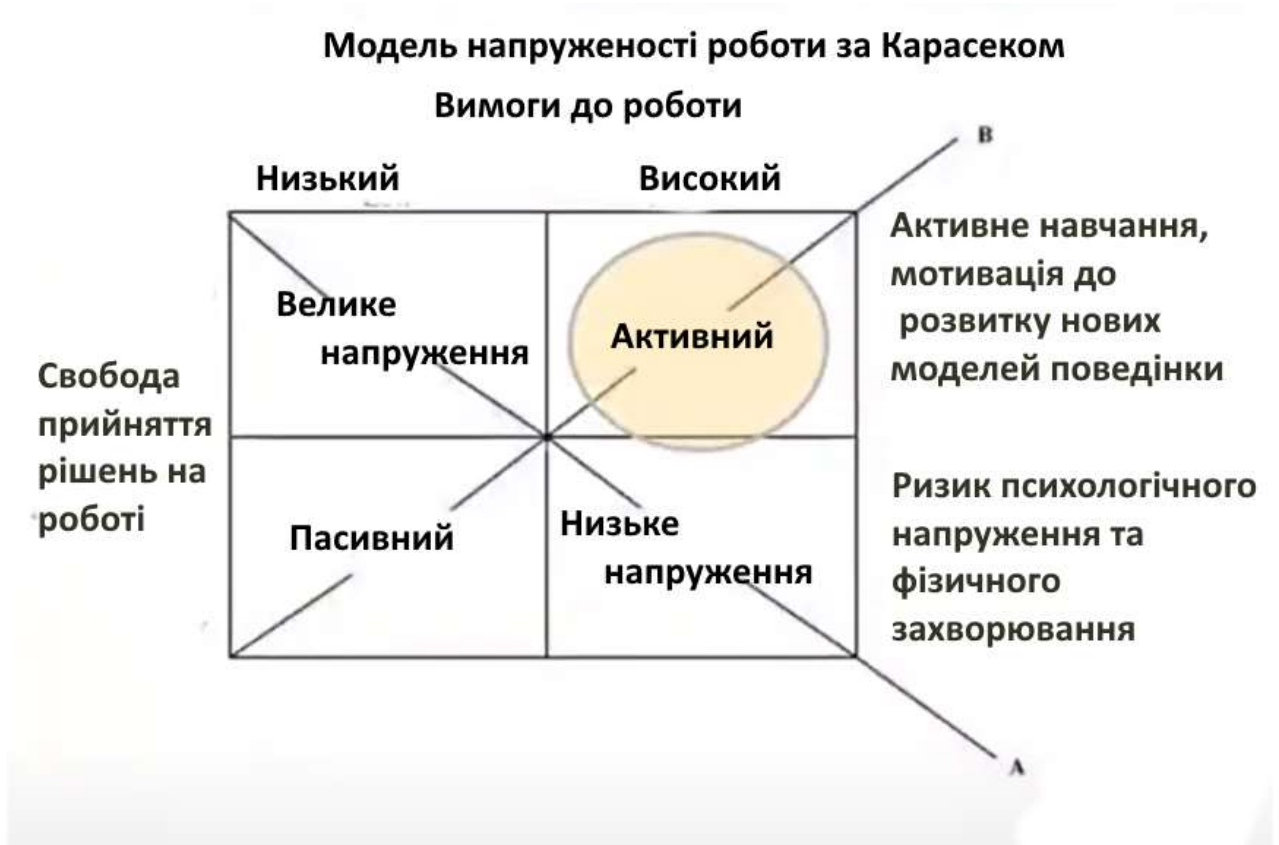 Модель напруженості роботи за Карасеком
Вимоги до роботи
B
Низький
Високий
Активне навчання,
мотивація до
розвитку нових
моделей поведінки
Велике
напруження
Активний
Свобода
прийняття
рішень на
роботі
Ризик психологічного
напруження та
фізичного
захворювання
Пасивний
Низьке
напруження
A